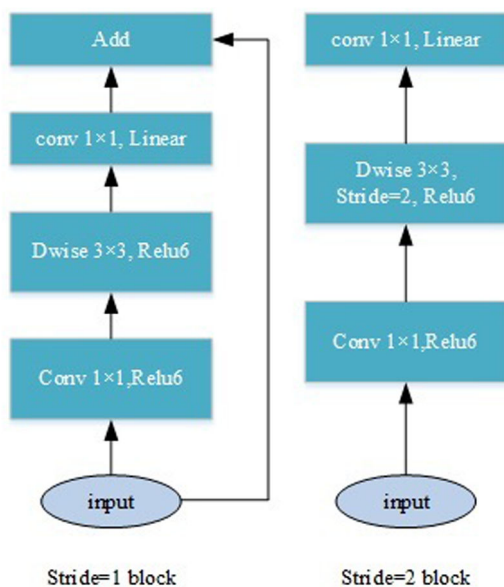 Add
conv 1×1, Linear
Dwise 3×3, Relu6
Conv 1×1,Relu6
input
Stride=1 block
conv 1×1, Linear
Dwise 3×3,
Stride=2, Relu6
Conv 1×1,Relu6
input
Stride=2 block